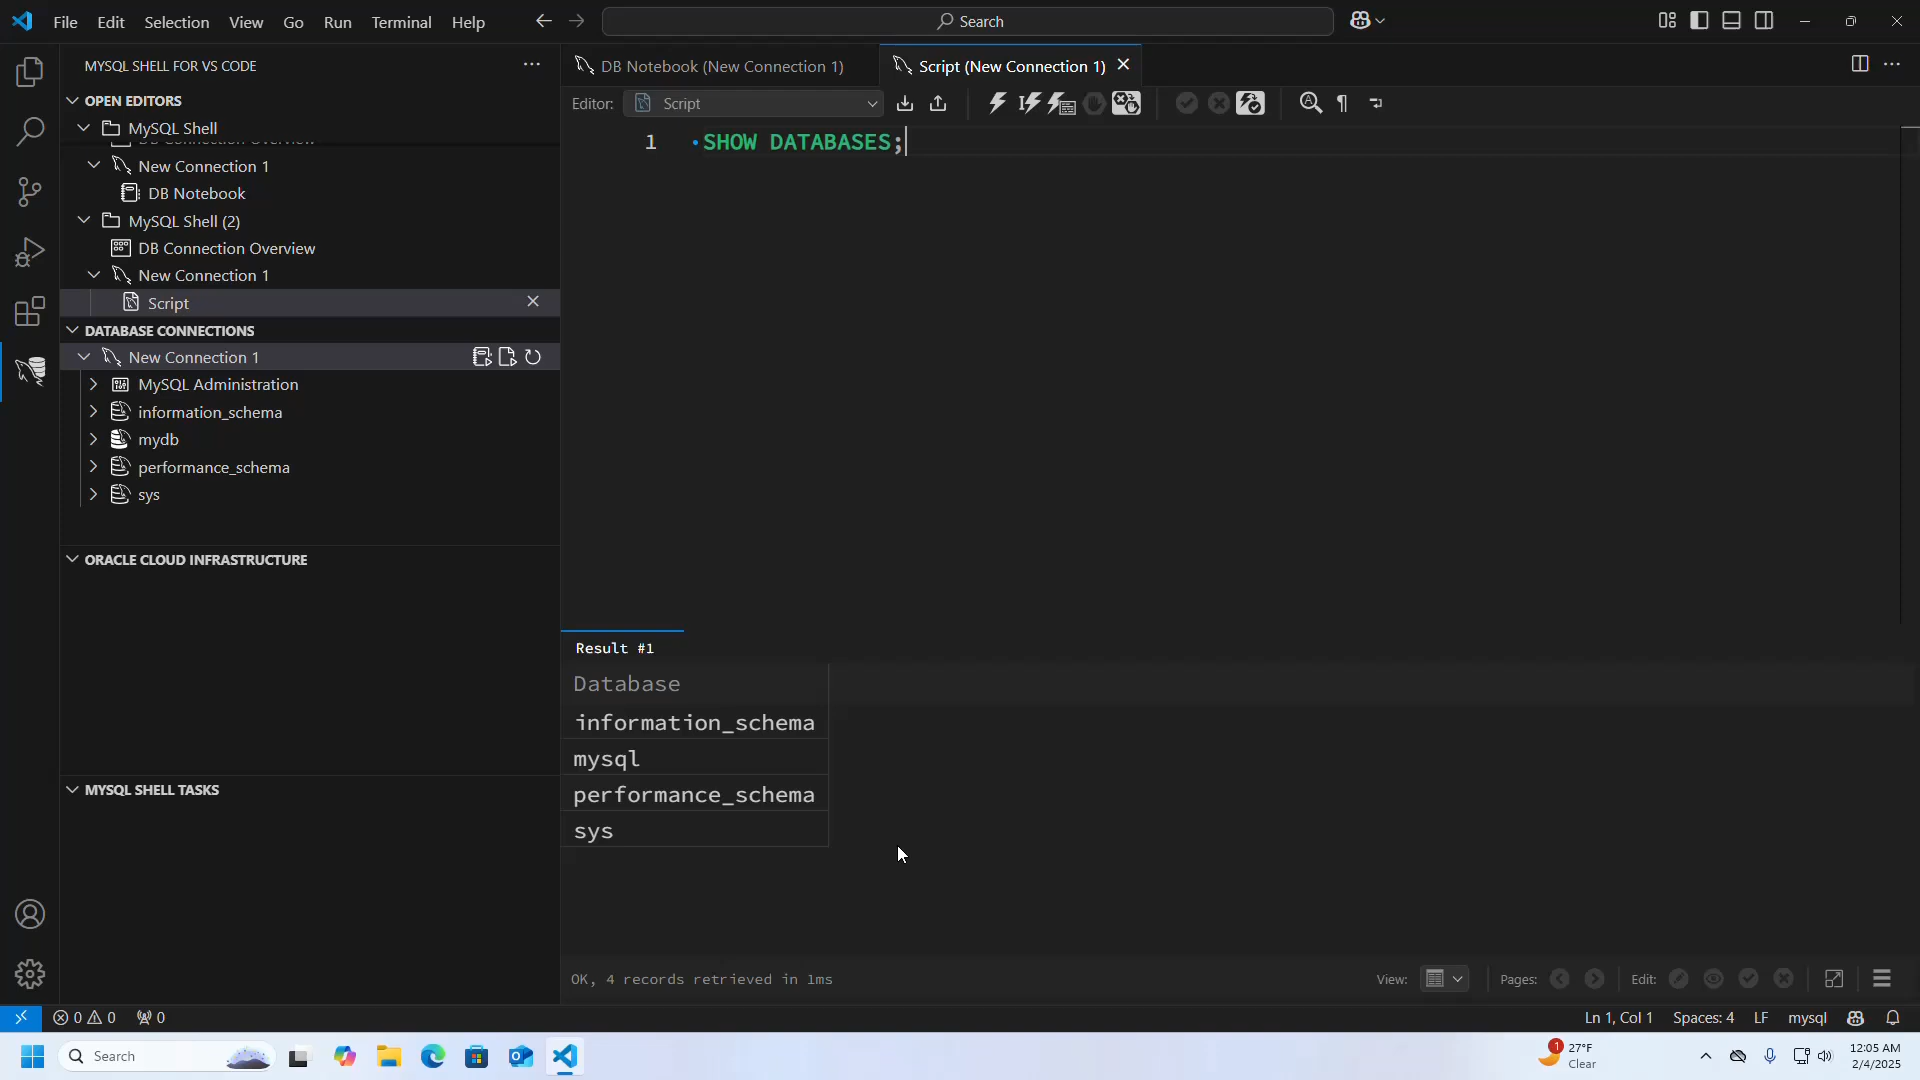 File Edit Selection View Go Run Terminal Help
Search
MYSQL SHELL FOR VS CODE
OPEN EDITORS
MySQL Shell
DB Connection Overview
New Connection 1
DB Notebook
MySQL Shell (2)
DB Connection Overview
New Connection 1
Script
DATABASE CONNECTIONS
New Connection 1
MySQL Administration
information_schema
mydb
performance_schema
sys
ORACLE CLOUD INFRASTRUCTURE
MYSQL SHELL TASKS
DB Notebook (New Connection 1)
Script (New Connection 1)
Editor: Script
1 SHOW DATABASES;
Result #1
Database
information_schema
mysql
performance_schema
sys
OK, 4 records retrieved in 1ms
View: Pages: Edit:
0 0 0
Ln 1, Col 1 Spaces: 4 LF mysql
Search
1
27°F
Clear
12:05 AM
2/4/2025